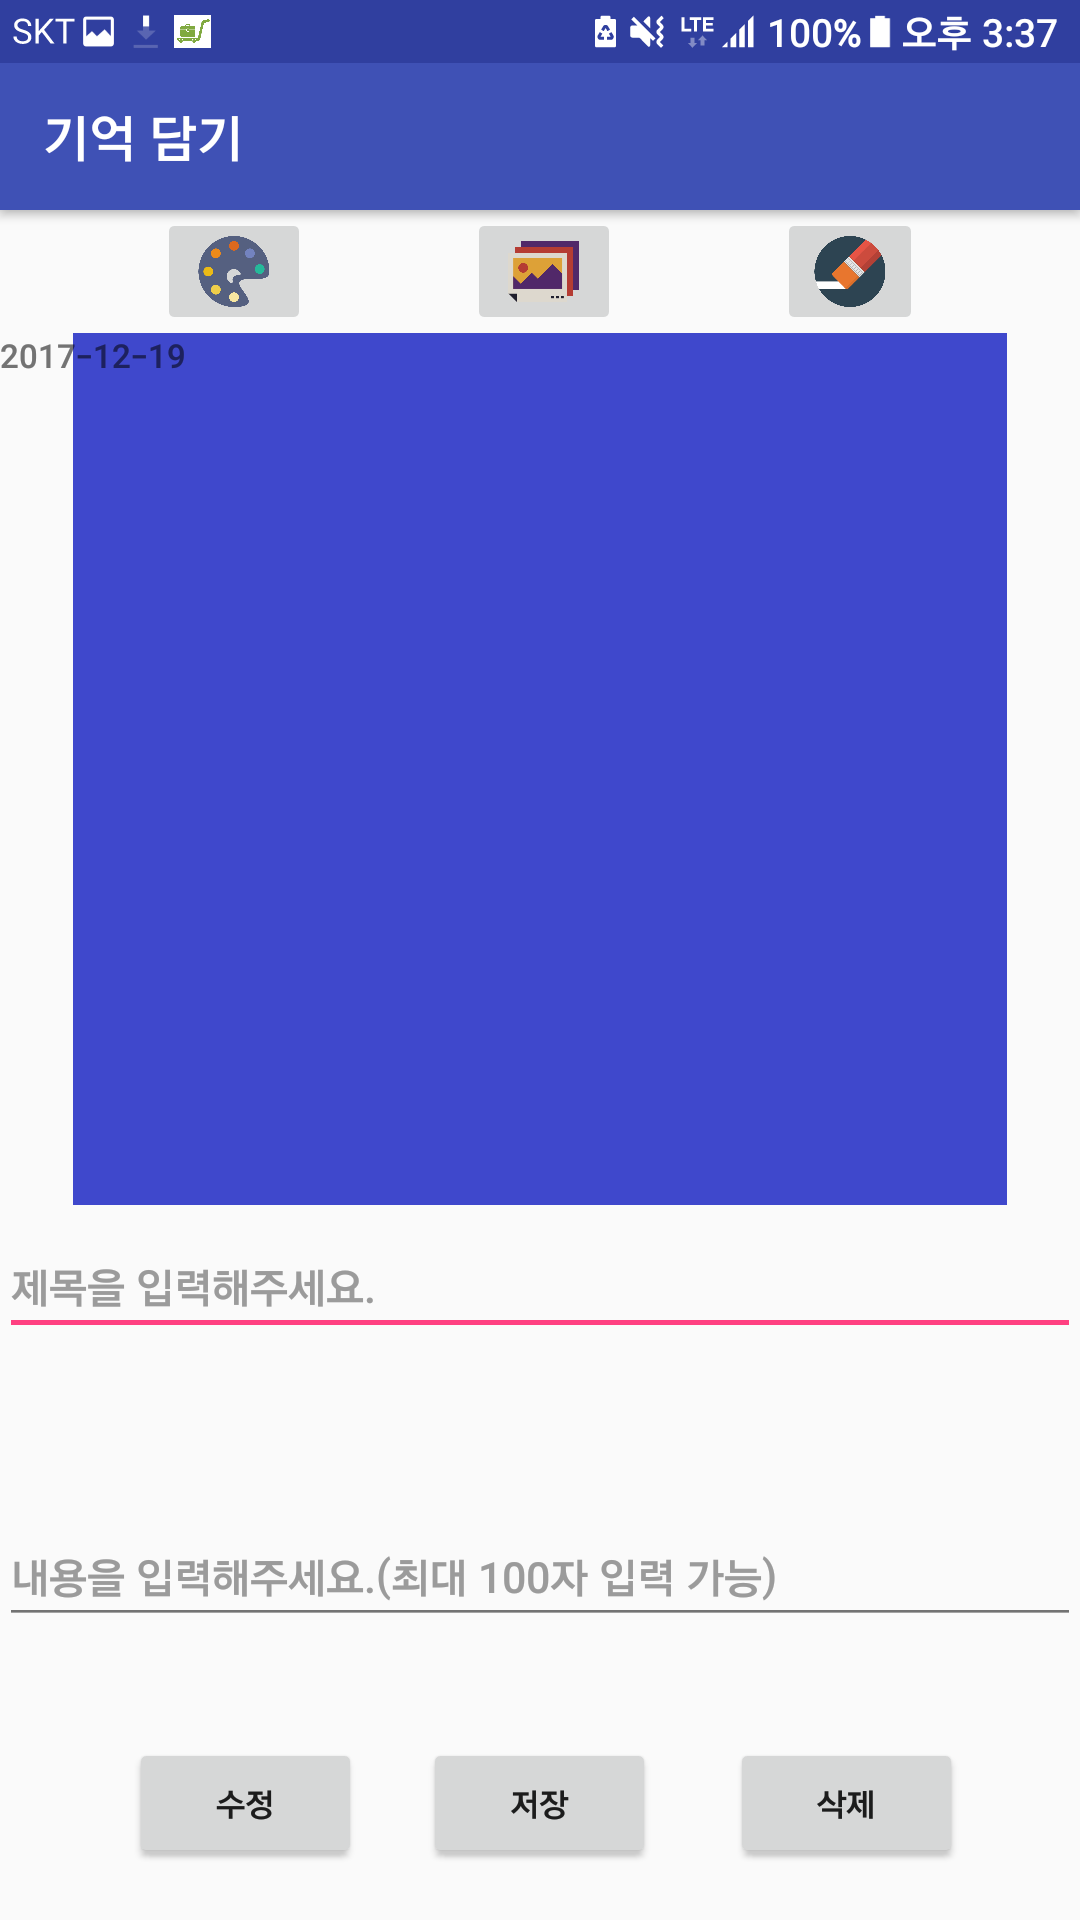 SKT LTE 100% 오후 3:37
기억 담기
2017-12-19
제목을 입력해주세요.
내용을 입력해주세요.(최대 100자 입력 가능)
수정 저장 삭제